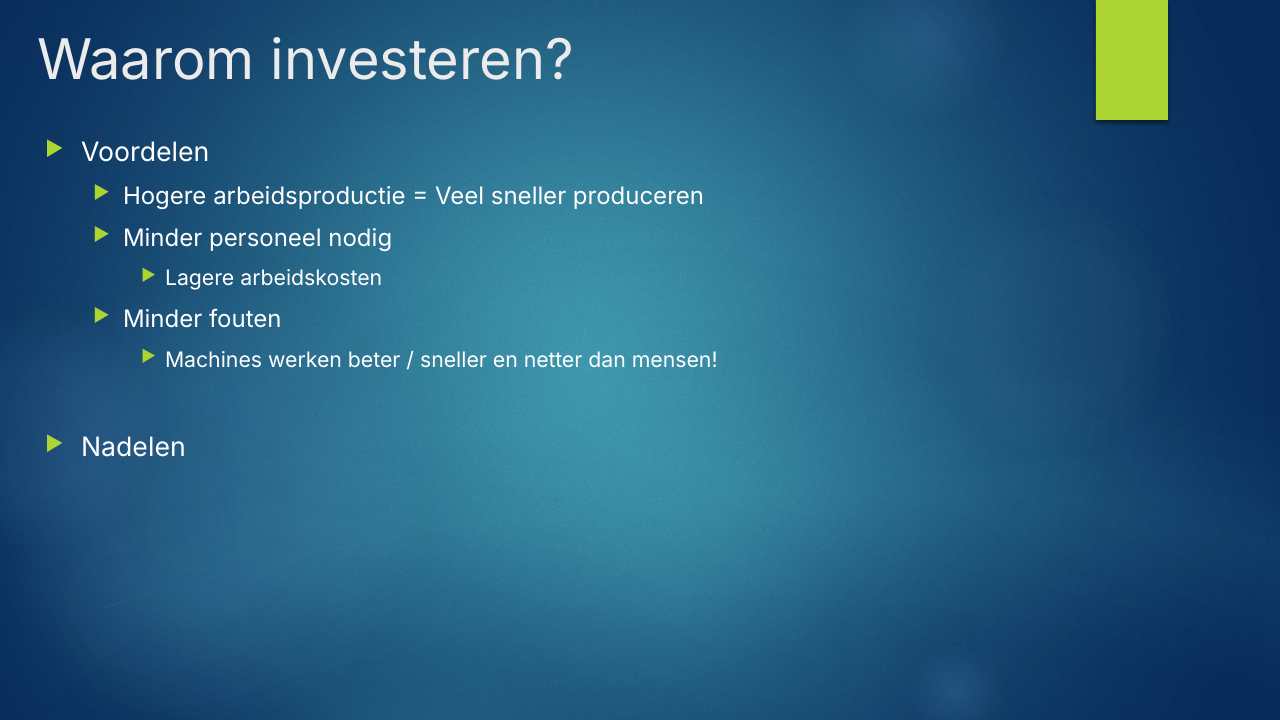 Waarom investeren?
Voordelen
Hogere arbeidsproductie = Veel sneller produceren
Minder personeel nodig
Lagere arbeidskosten
Minder fouten
Machines werken beter / sneller en netter dan mensen!
Nadelen